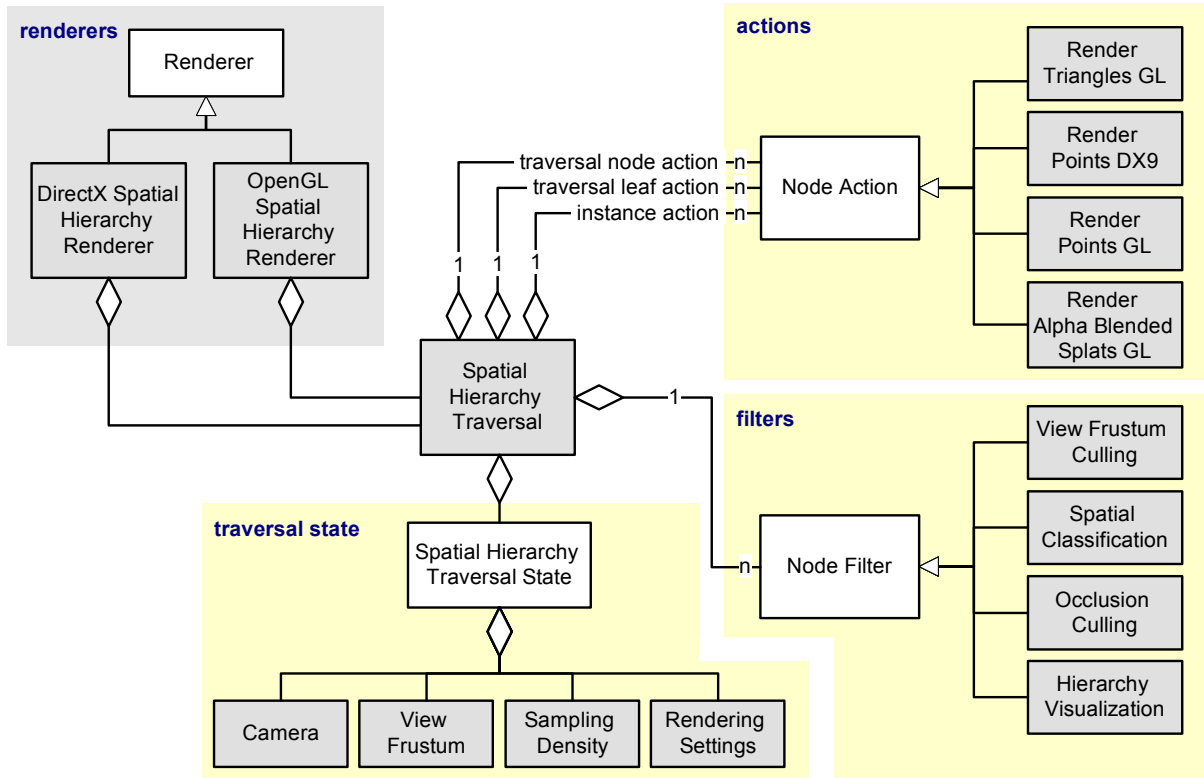 renderers
Renderer
DirectX Spatial
Hierarchy
Renderer
OpenGL
Spatial
Hierarchy
Renderer
actions
Node Action
Render
Triangles GL
Render
Points DX9
Render
Points GL
Render
Alpha Blended
Splats GL
traversal node action n
traversal leaf action n
instance action n
1 1 1
Spatial
Hierarchy
Traversal
1
filters
n
Node Filter
View Frustum
Culling
Spatial
Classification
Occlusion
Culling
Hierarchy
Visualization
traversal state
Spatial Hierarchy
Traversal State
Camera
View
Frustum
Sampling
Density
Rendering
Settings